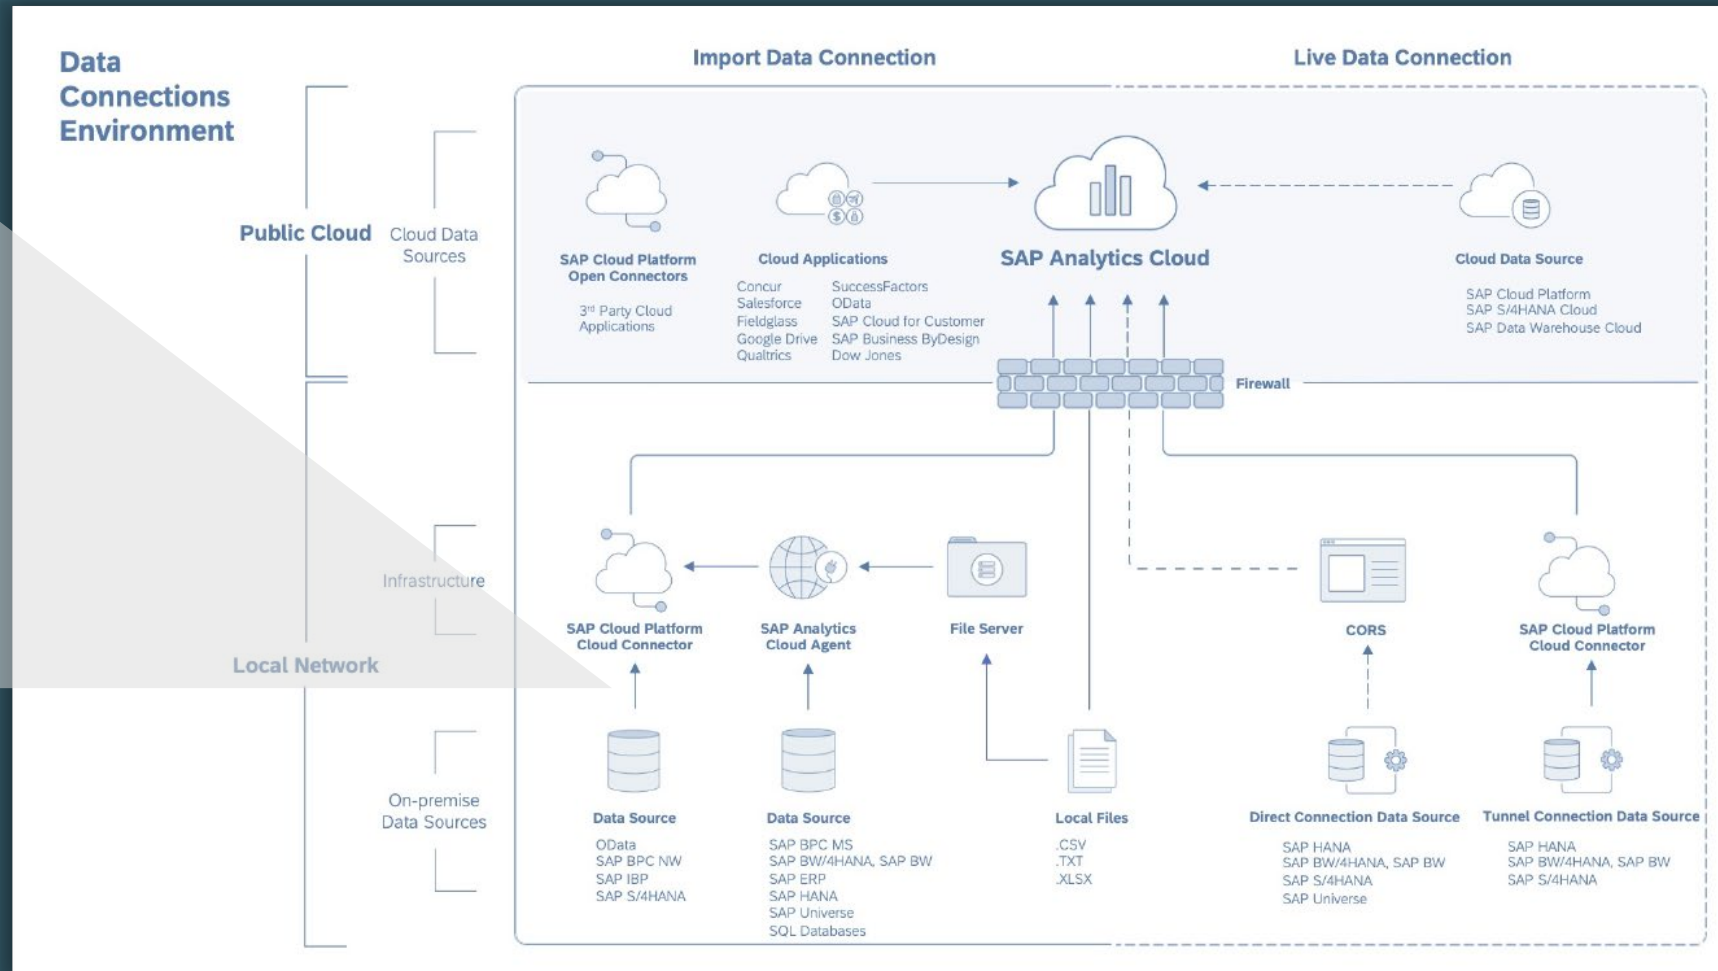 Data
Connections
Environment
Import Data Connection
Live Data Connection
Public Cloud
Cloud Data
Sources
SAP Cloud Platform
Open Connectors
3rd Party Cloud
Applications
Cloud Applications
Concur
Salesforce
Fieldglass
Google Drive
Qualtrics
SuccessFactors
OData
SAP Cloud for Customer
SAP Business ByDesign
Dow Jones
SAP Analytics Cloud
Cloud Data Source
SAP Cloud Platform
SAP S/4HANA Cloud
SAP Data Warehouse Cloud
Firewall
Local Network
Infrastructure
SAP Cloud Platform
Cloud Connector
SAP Analytics
Cloud Agent
File Server
CORS
SAP Cloud Platform
Cloud Connector
On-premise
Data Sources
Data Source
OData
SAP BPC NW
SAP IBP
SAP S/4HANA
Data Source
SAP BPC MS
SAP BW/4HANA, SAP BW
SAP ERP
SAP HANA
SAP Universe
SQL Databases
Local Files
.CSV
.TXT
.XLSX
Direct Connection Data Source
SAP HANA
SAP BW/4HANA, SAP BW
SAP S/4HANA
SAP Universe
Tunnel Connection Data Source
SAP HANA
SAP BW/4HANA, SAP BW
SAP S/4HANA